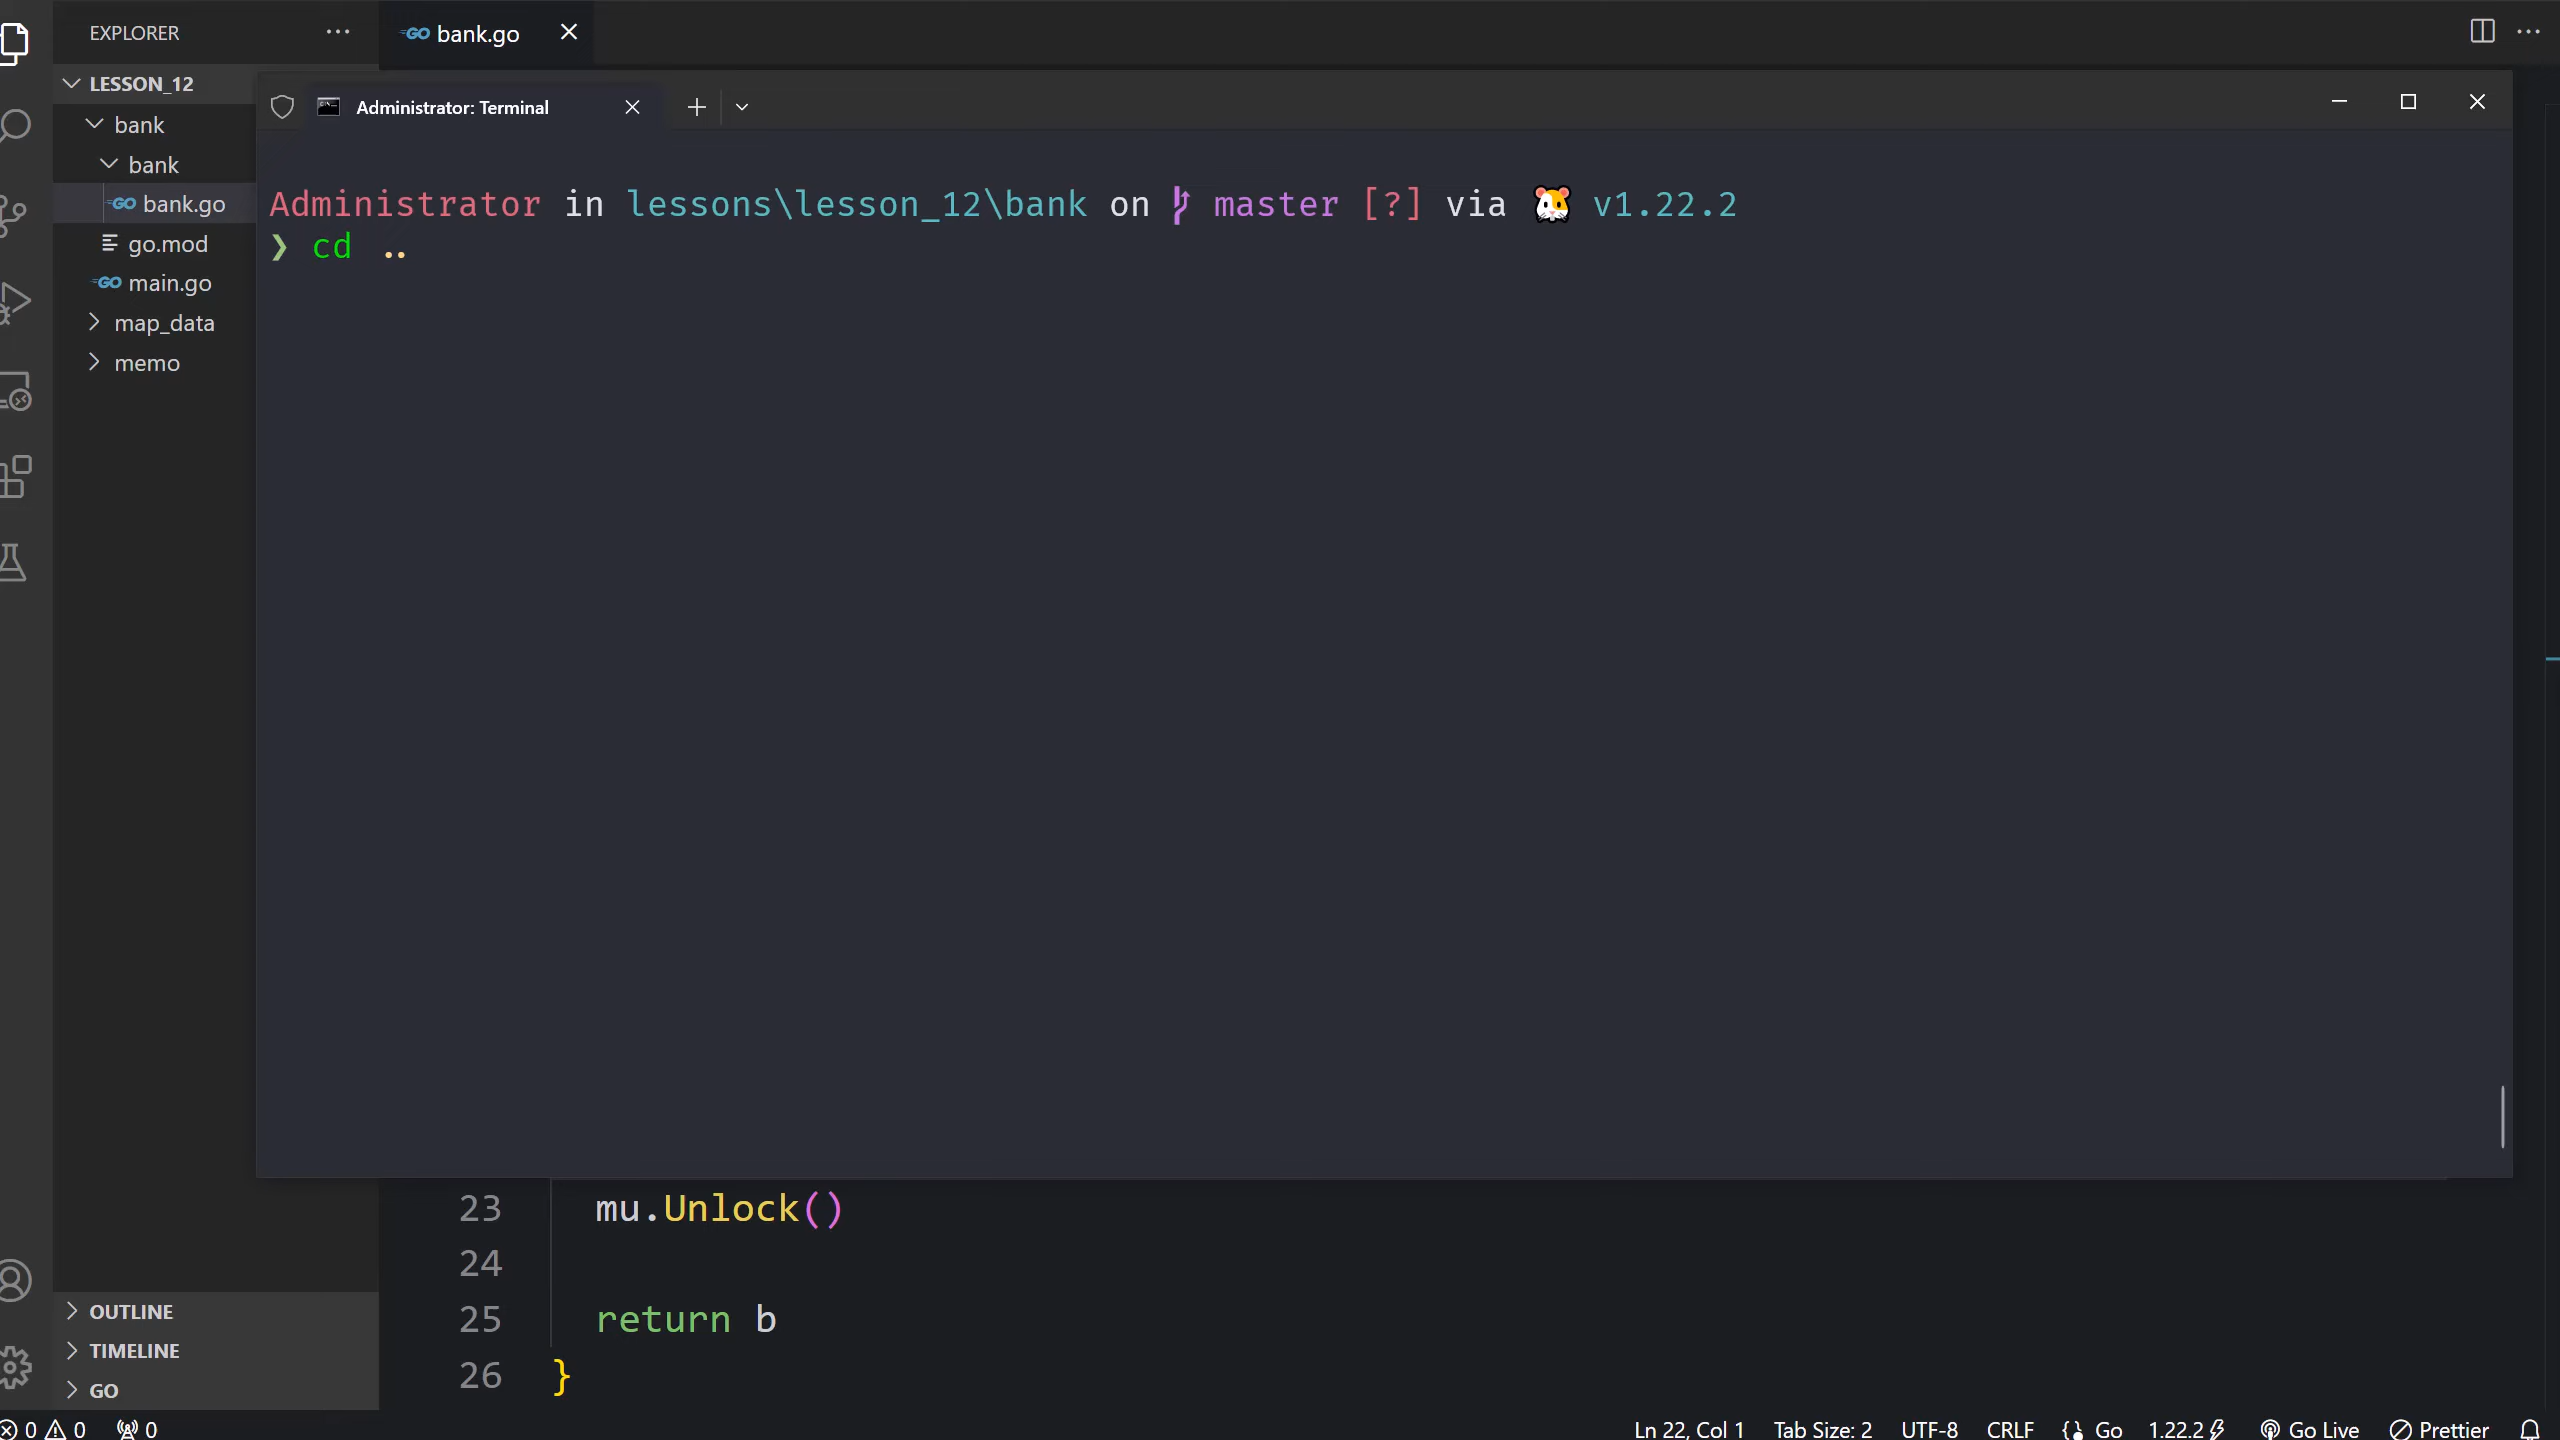 EXPLORER
GO bank.go
LESSON_12
bank
bank
GO bank.go
go.mod
GO main.go
map_data
memo
Administrator: Terminal
Administrator in lessons\lesson_12\bank on master [?] via v1.22.2
❯ cd ..
23 mu.Unlock()
24
25 return b
26 }
OUTLINE
TIMELINE
GO
0 0 0
Ln 22, Col 1 Tab Size: 2 UTF-8 CRLF Go 1.22.2 Go Live Prettier